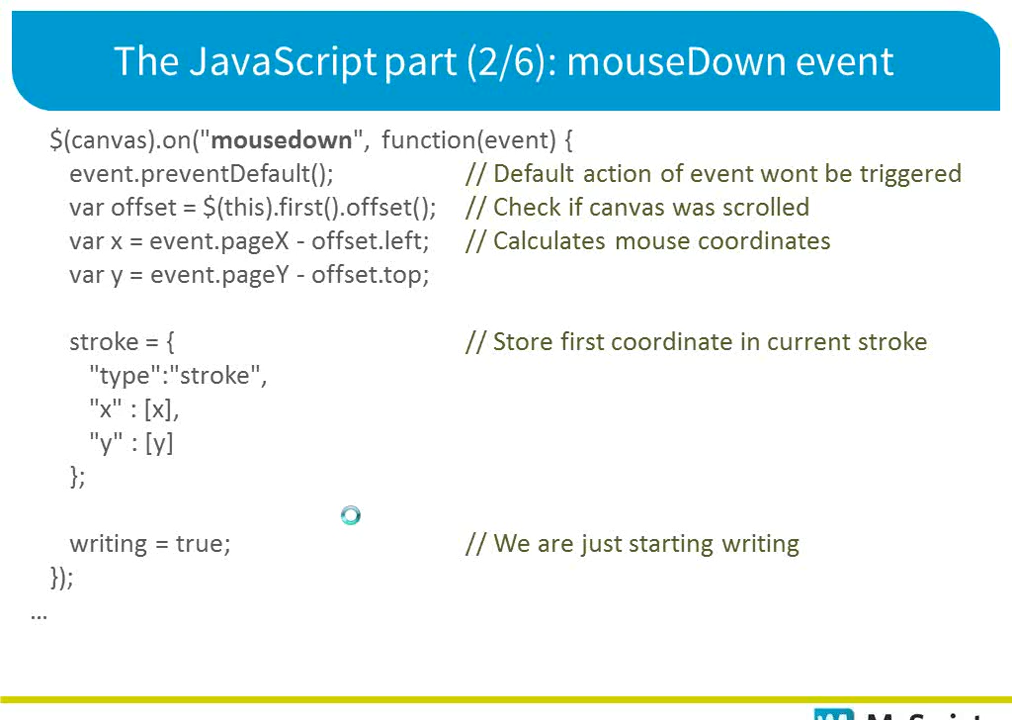 The JavaScript part (2/6): mouseDown event
$(canvas).on("mousedown", function(event) {
event.preventDefault(); // Default action of event wont be triggered
var offset = $(this).first().offset(); // Check if canvas was scrolled
var x = event.pageX - offset.left; // Calculates mouse coordinates
var y = event.pageY - offset.top;
stroke = { // Store first coordinate in current stroke
"type":"stroke",
"x" : [x],
"y" : [y]
};
writing = true; // We are just starting writing
});
...